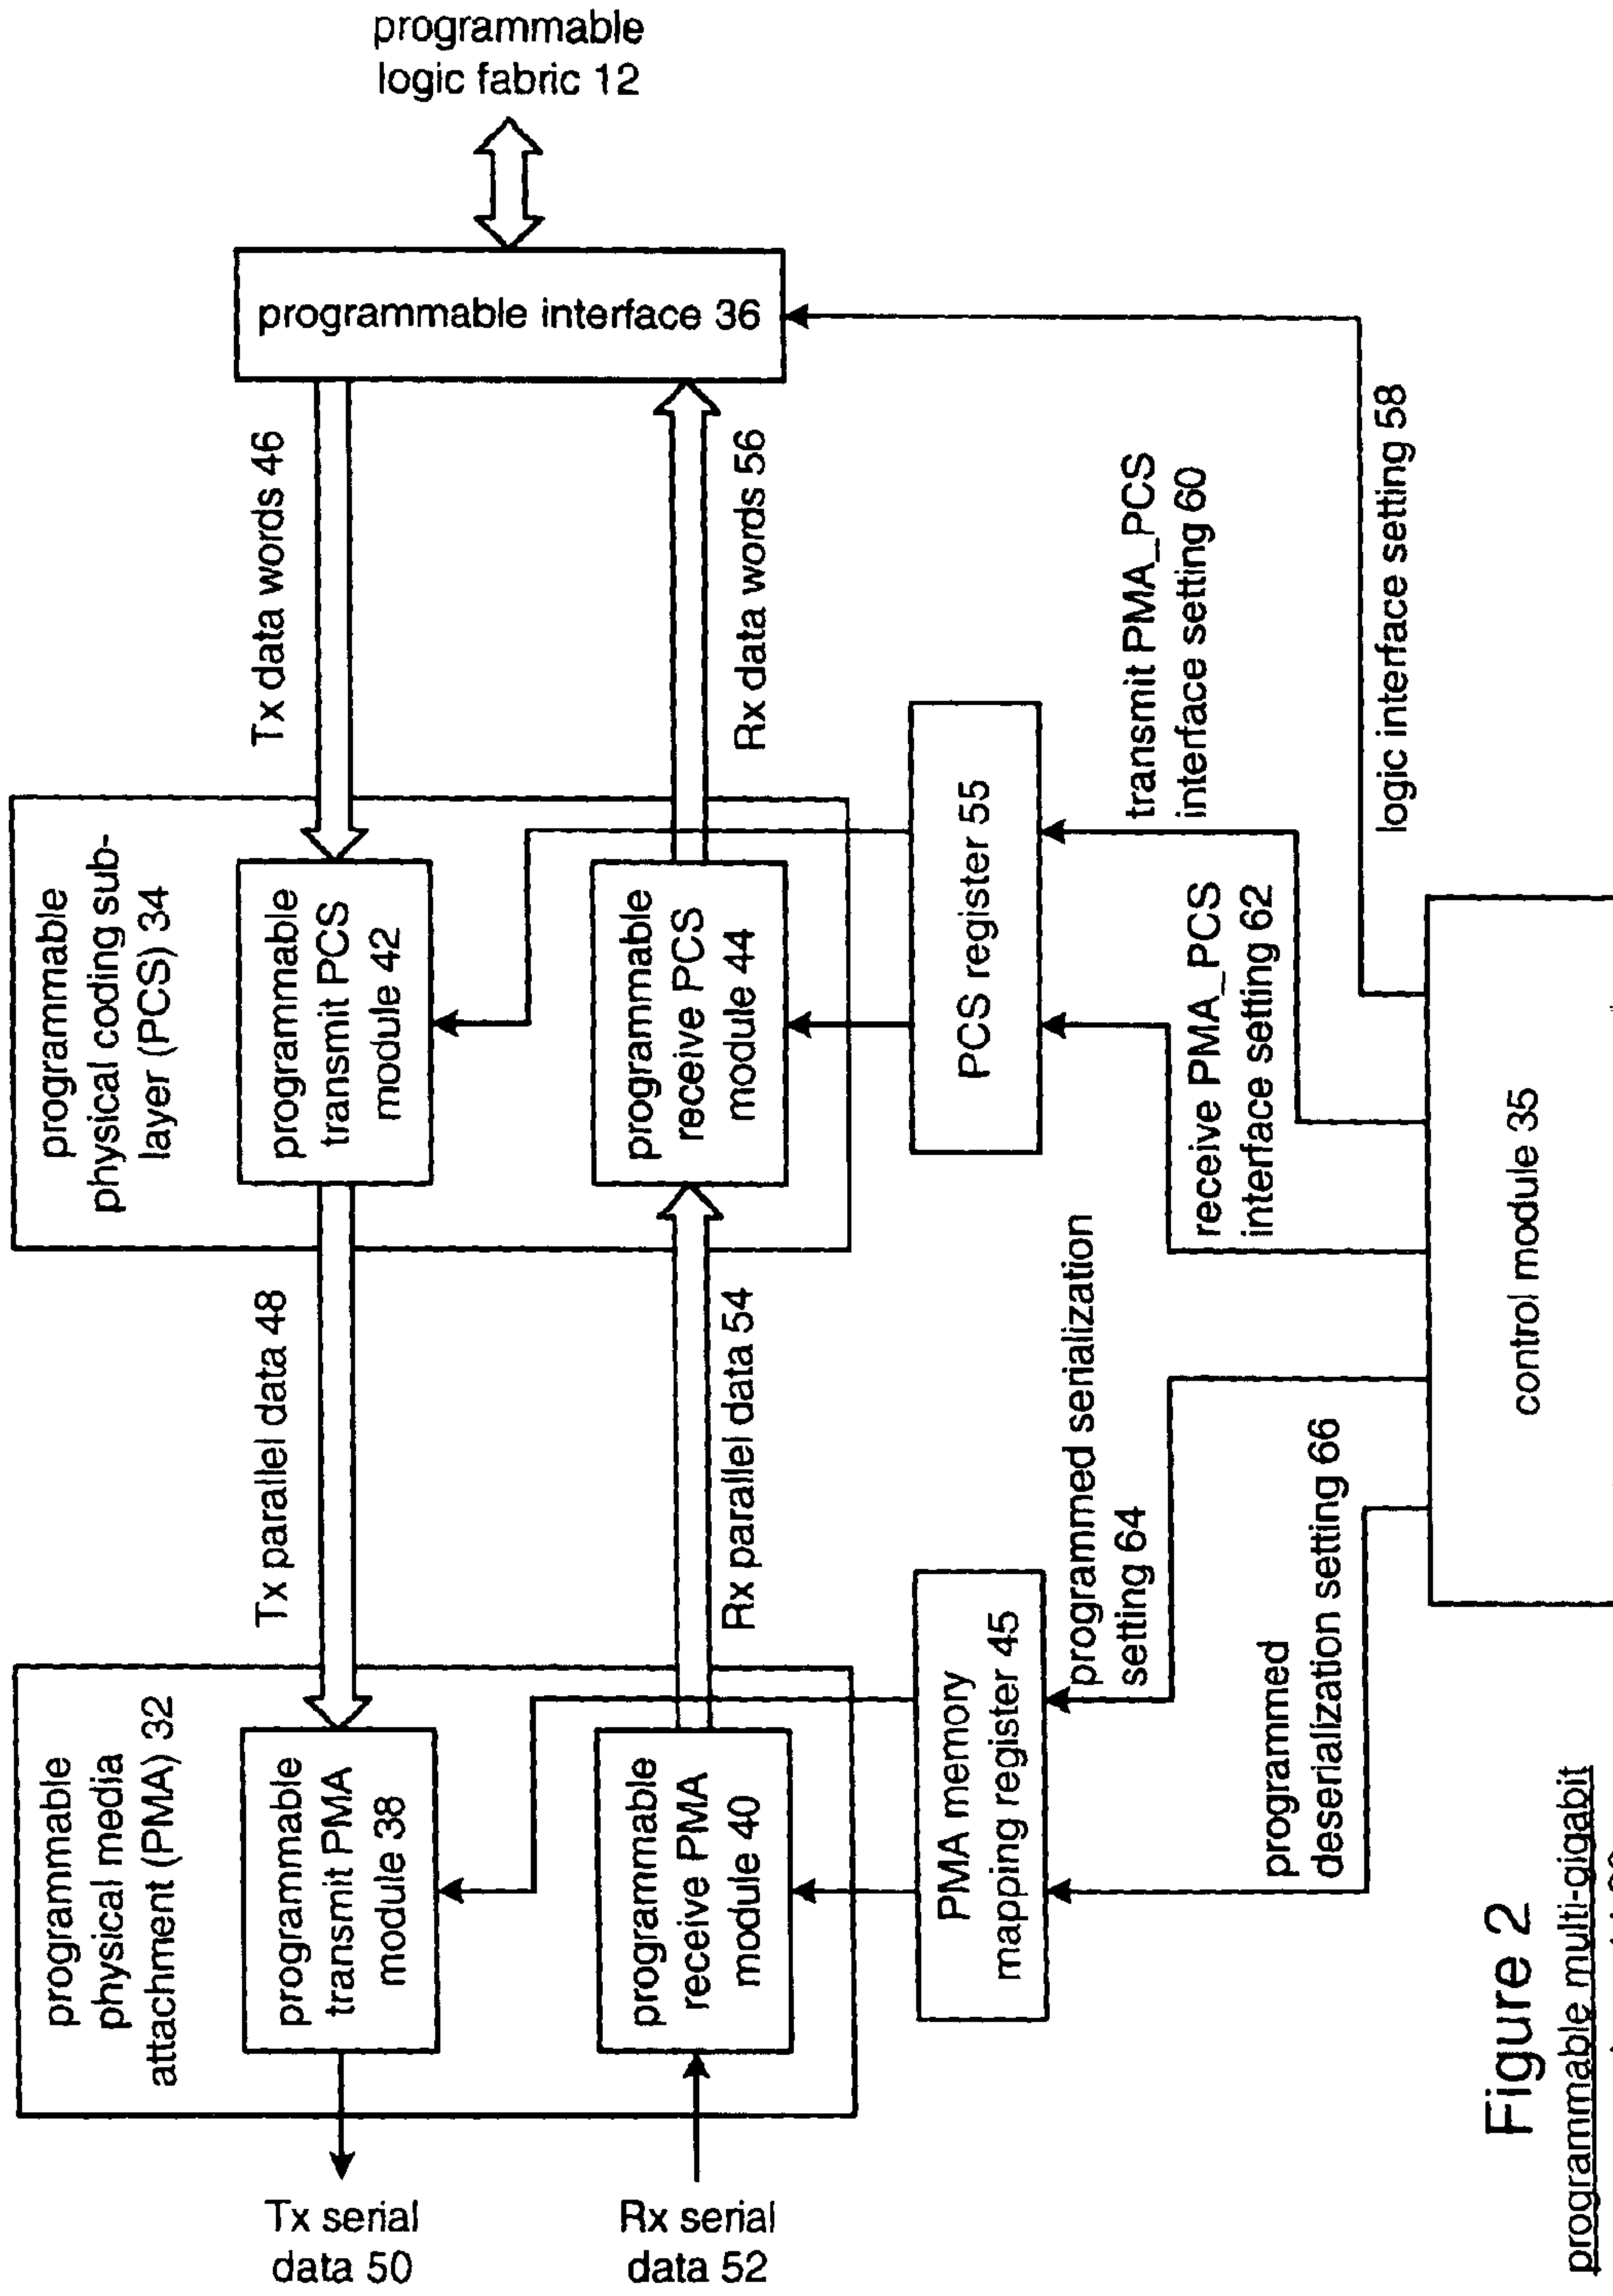 programmable
logic fabric 12
programmable interface 36
Tx data words 46
Rx data words 56
programmable
physical coding sub-
layer (PCS) 34
programmable
transmit PCS
module 42
programmable
receive PCS
module 44
PCS register 55
transmit PMA_PCS
interface setting 60
logic interface setting 58
receive PMA_PCS
interface setting 62
Tx parallel data 48
Rx parallel data 54
programmed serialization
setting 64
programmed
deserialization setting 66
control module 35
programmable
physical media
attachment (PMA) 32
programmable
transmit PMA
module 38
programmable
receive PMA
module 40
PMA memory
mapping register 45
Tx serial
data 50
Rx serial
data 52
Figure 2
programmable multi-gigabit